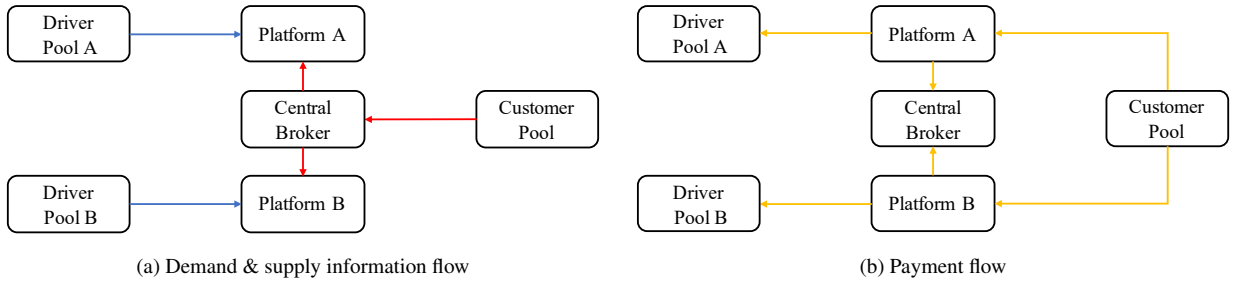 Driver
Pool A
Platform A
Central
Broker
Customer
Pool
Driver
Pool B
Platform B
(a) Demand & supply information flow
Driver
Pool A
Platform A
Central
Broker
Customer
Pool
Driver
Pool B
Platform B
(b) Payment flow